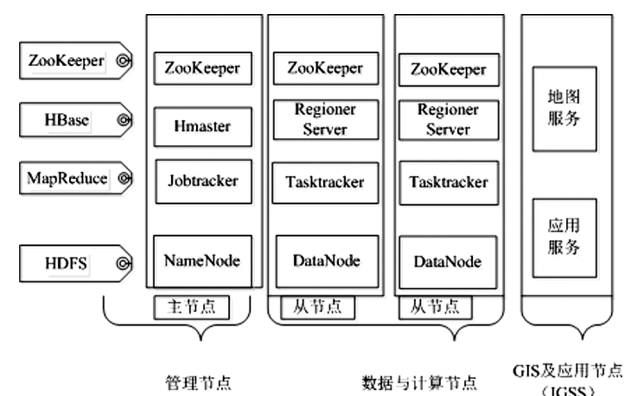 ZooKeeper
ZooKeeper
ZooKeeper
ZooKeeper
HBase
Hmaster
Regioner
Server
Regioner
Server
地图
服务
MapReduce
Jobtracker
Tasktracker
Tasktracker
HDFS
NameNode
DataNode
DataNode
应用
服务
主节点
从节点
从节点
管理节点
数据与计算节点
GIS及应用节点
（IGSS）